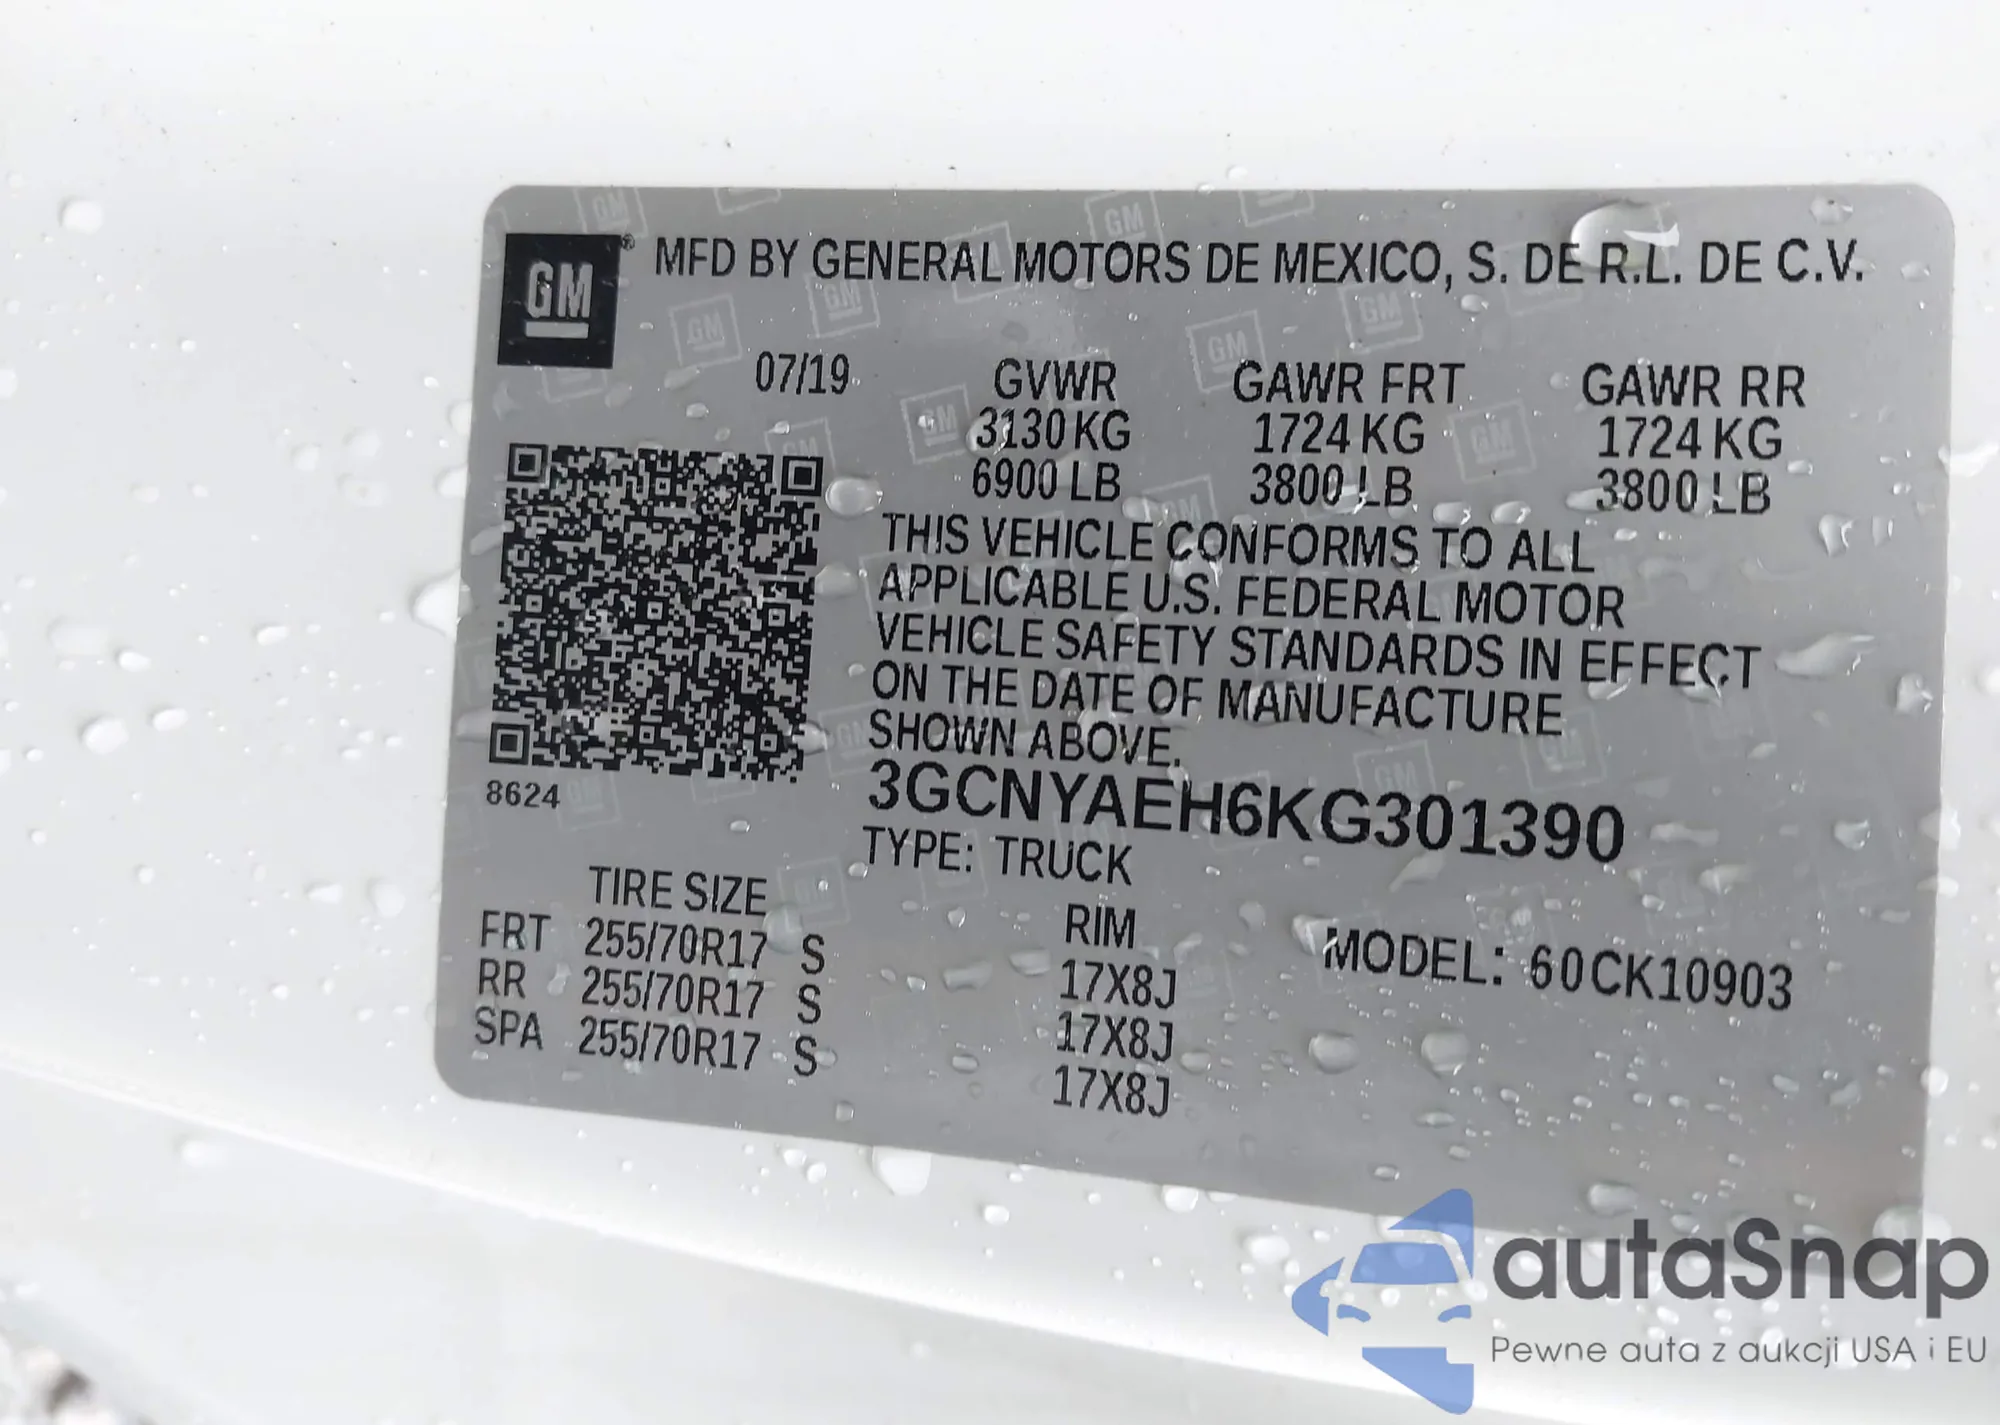 GM ® MFD BY GENERAL MOTORS DE MEXICO, S. DE R.L. DE C.V.
07/19 GVWR GAWR FRT GAWR RR
3130 KG 1724 KG 1724 KG
6900 LB 3800 LB 3800 LB
THIS VEHICLE CONFORMS TO ALL
APPLICABLE U.S. FEDERAL MOTOR
VEHICLE SAFETY STANDARDS IN EFFECT
ON THE DATE OF MANUFACTURE
SHOWN ABOVE.
8624
3GCNYAEH6KG301390
TYPE: TRUCK
TIRE SIZE RIM MODEL: 60CK10903
FRT 255/70R17 S 17X8J
RR 255/70R17 S 17X8J
SPA 255/70R17 S 17X8J
autaSnap
Pewne auta z aukcji USA i EU